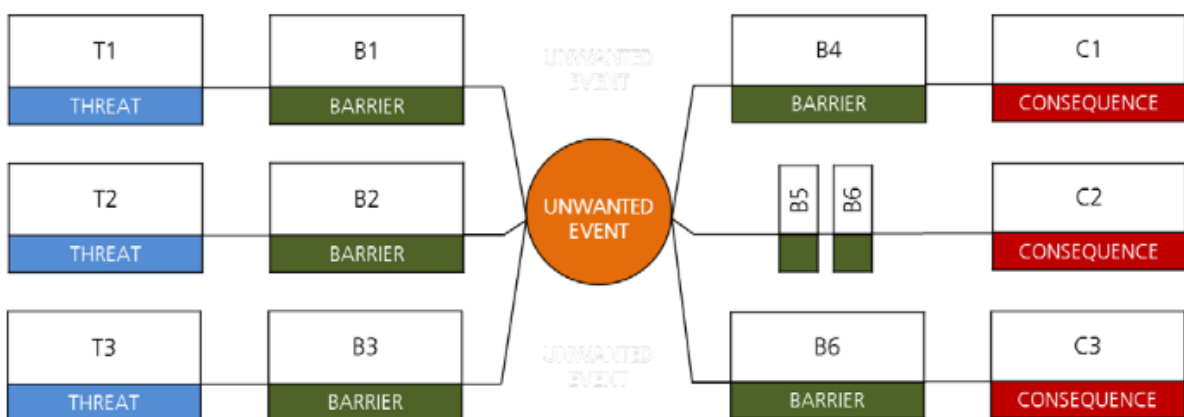 T1
THREAT
B1
BARRIER
UNWANTED
EVENT
B4
BARRIER
C1
CONSEQUENCE
T2
THREAT
B2
BARRIER
UNWANTED
EVENT
B5
B6
C2
CONSEQUENCE
T3
THREAT
B3
BARRIER
UNWANTED
EVENT
B6
BARRIER
C3
CONSEQUENCE